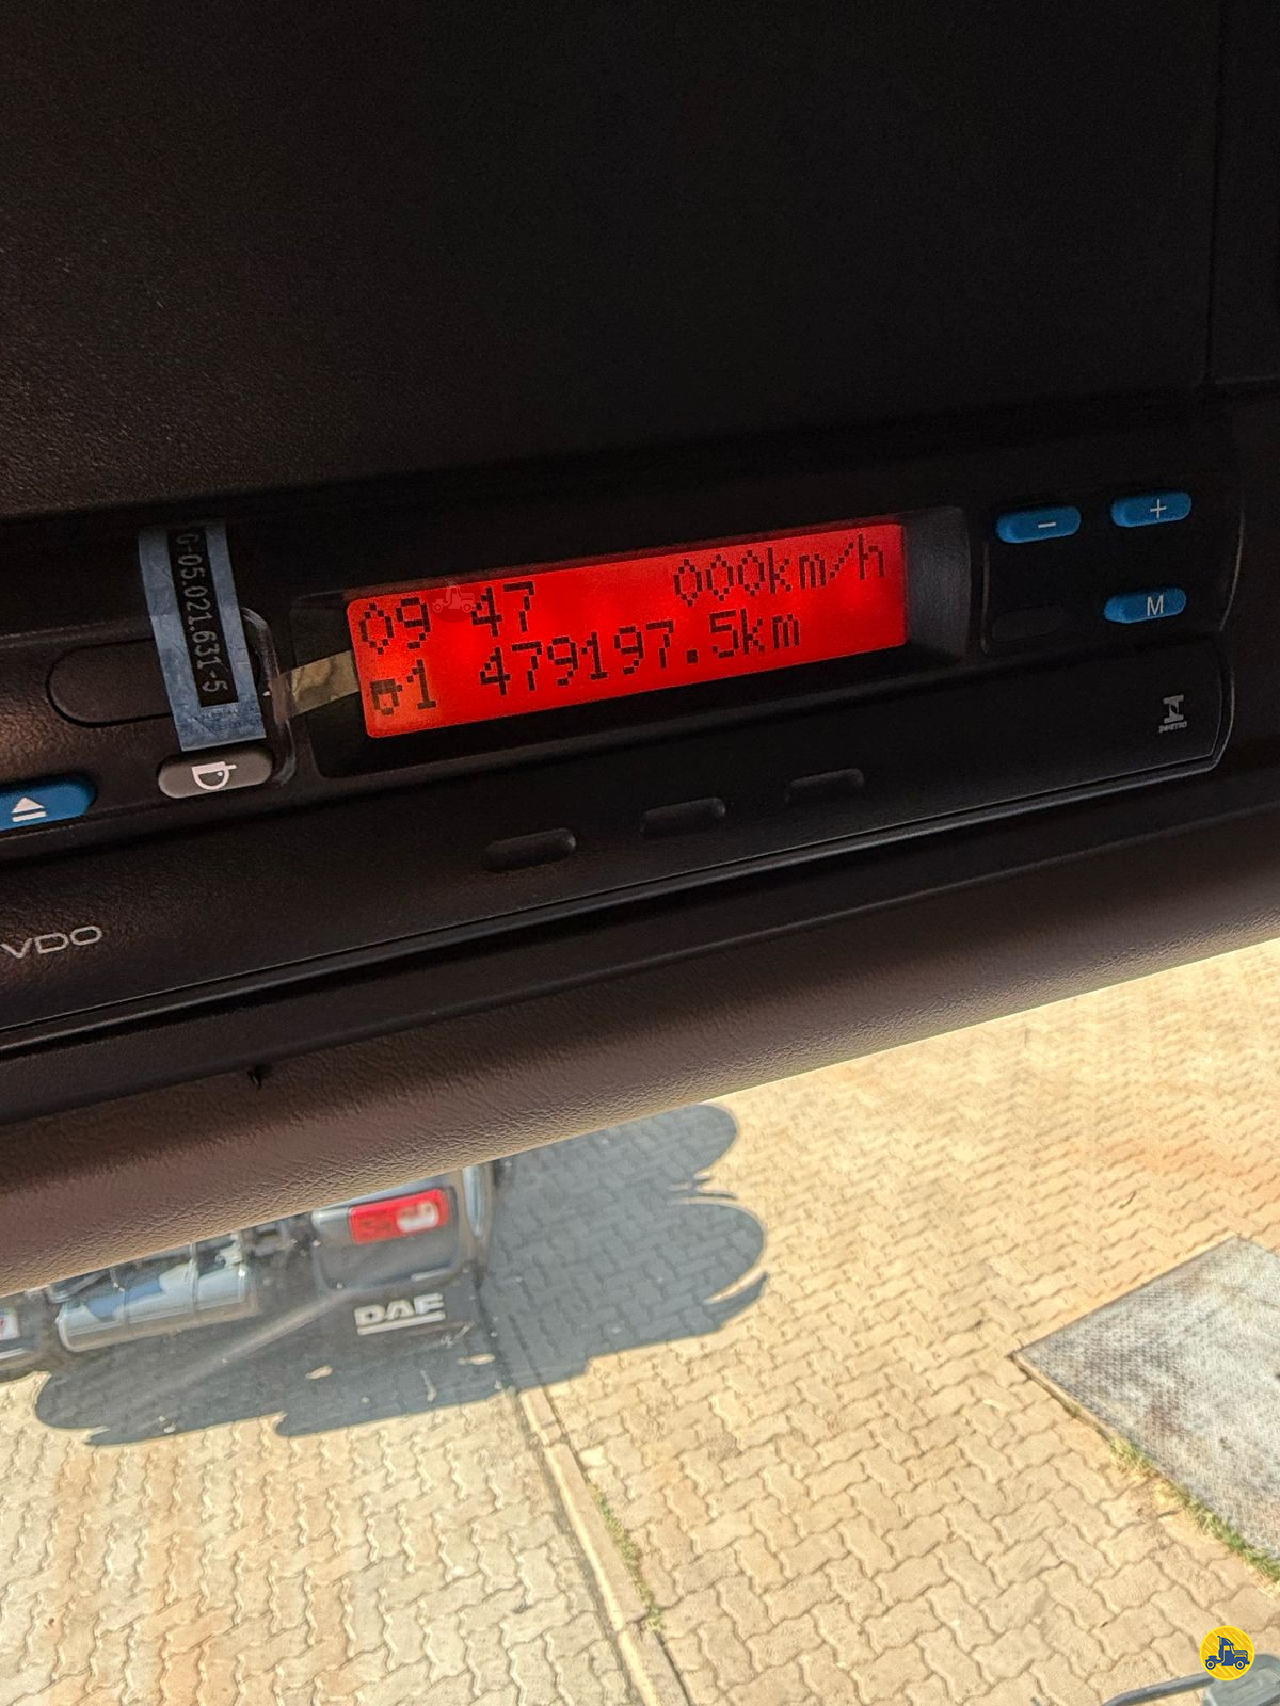 09 47 000km/h
1 479197.5km
G-05.021.631-5
- +
M
VDO
DAF